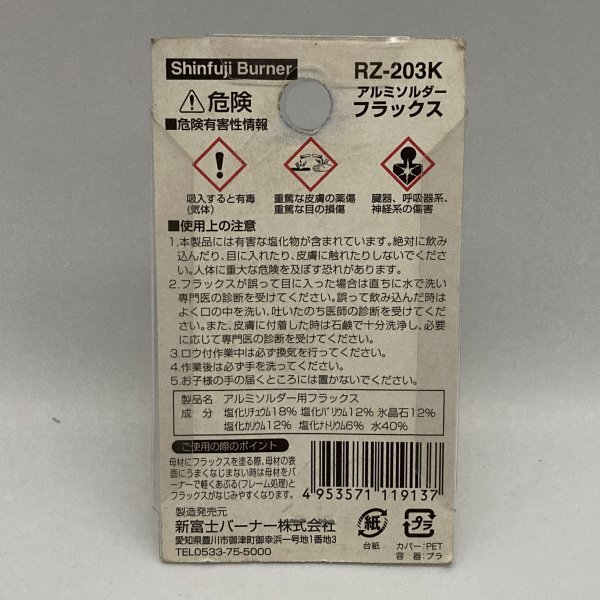 Shinfuji Burner
RZ-203K
アルミソルダー
フラックス
危険
■危険有害性情報
吸入すると有毒
(気体)
重篤な皮膚の薬傷
重篤な目の損傷
臓器、呼吸器系、
神経系の傷害
■使用上の注意
1.本製品には有害な塩化物が含まれています。絶対に飲み
込んだり、目に入れたり、皮膚に触れたりしないでくださ
い。人体に重大な危険を及ぼす恐れがあります。
2.フラックスが誤って目に入った場合は直ちに水で洗い
専門医の診断を受けてください。誤って飲み込んだ時は
よく口の中を洗い、吐いたのち医師の診断を受けてくだ
さい。また、皮膚に付着した時は石鹸で十分洗浄し、必要
に応じて専門医の診断を受けてください。
3.ロウ付作業中は必ず換気を行ってください。
4.作業後は必ず手を洗ってください。
5.お子様の手の届くところには置かないでください。
製品名 アルミソルダー用フラックス
成 分 塩化リチュウム18% 塩化バリウム12% 氷晶石12%
塩化カリウム12% 塩化ナトリウム6% 水40%
ご使用の際のポイント
母材にフラックスを塗る際、母材の表
面にうまくなじまない時は母材をバ
ーナーで軽くあぶる(フレーム処理)と
フラックスがなじみやすくなります。
4 953571 119137
製造発売元
新富士バーナー株式会社
愛知県豊川市御津町御幸浜一号地1番地3
TEL0533-75-5000
紙
台紙
プラ
カバー:PET
容 器:プラ